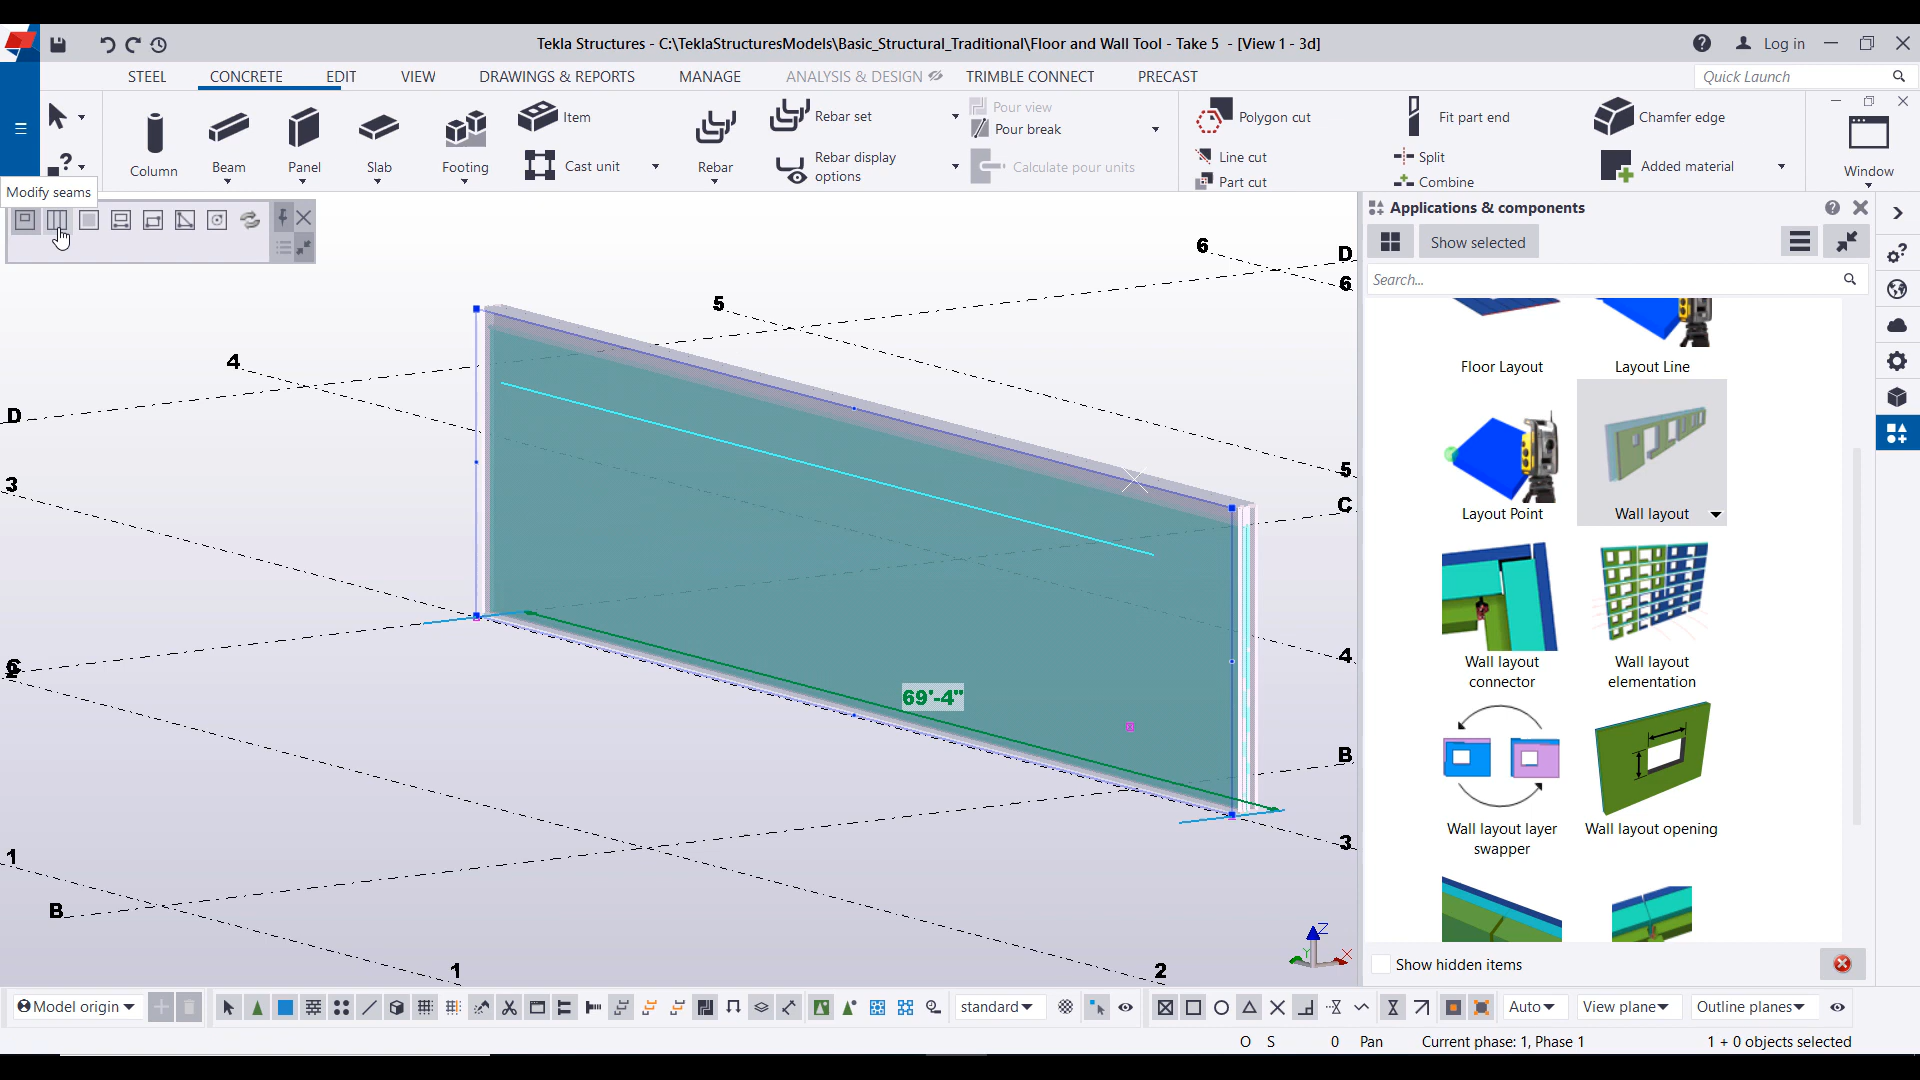 Tekla Structures - C:\TeklaStructuresModels\Basic_Structural_Traditional\Floor and Wall Tool - Take 5 - [View 1 - 3d]
Log in
STEEL CONCRETE EDIT VIEW DRAWINGS & REPORTS MANAGE ANALYSIS & DESIGN TRIMBLE CONNECT PRECAST
Quick Launch
Column
Beam
Panel
Slab
Footing
Item
Cast unit
Rebar
Rebar set
Rebar display
options
Pour view
Pour break
Calculate pour units
Polygon cut
Line cut
Part cut
Fit part end
Split
Combine
Chamfer edge
Added material
Window
Modify seams
Applications & components
Show selected
Search...
Floor Layout
Layout Line
Layout Point
Wall layout
Wall layout
connector
Wall layout
elementation
Wall layout layer
swapper
Wall layout opening
Show hidden items
6
D
6
5
4
D
3
5
C
69'-4"
4
B
3
1
B
1
2
Z
Y
X
Model origin
standard
Auto
View plane
Outline planes
O S 0 Pan Current phase: 1, Phase 1 1 + 0 objects selected